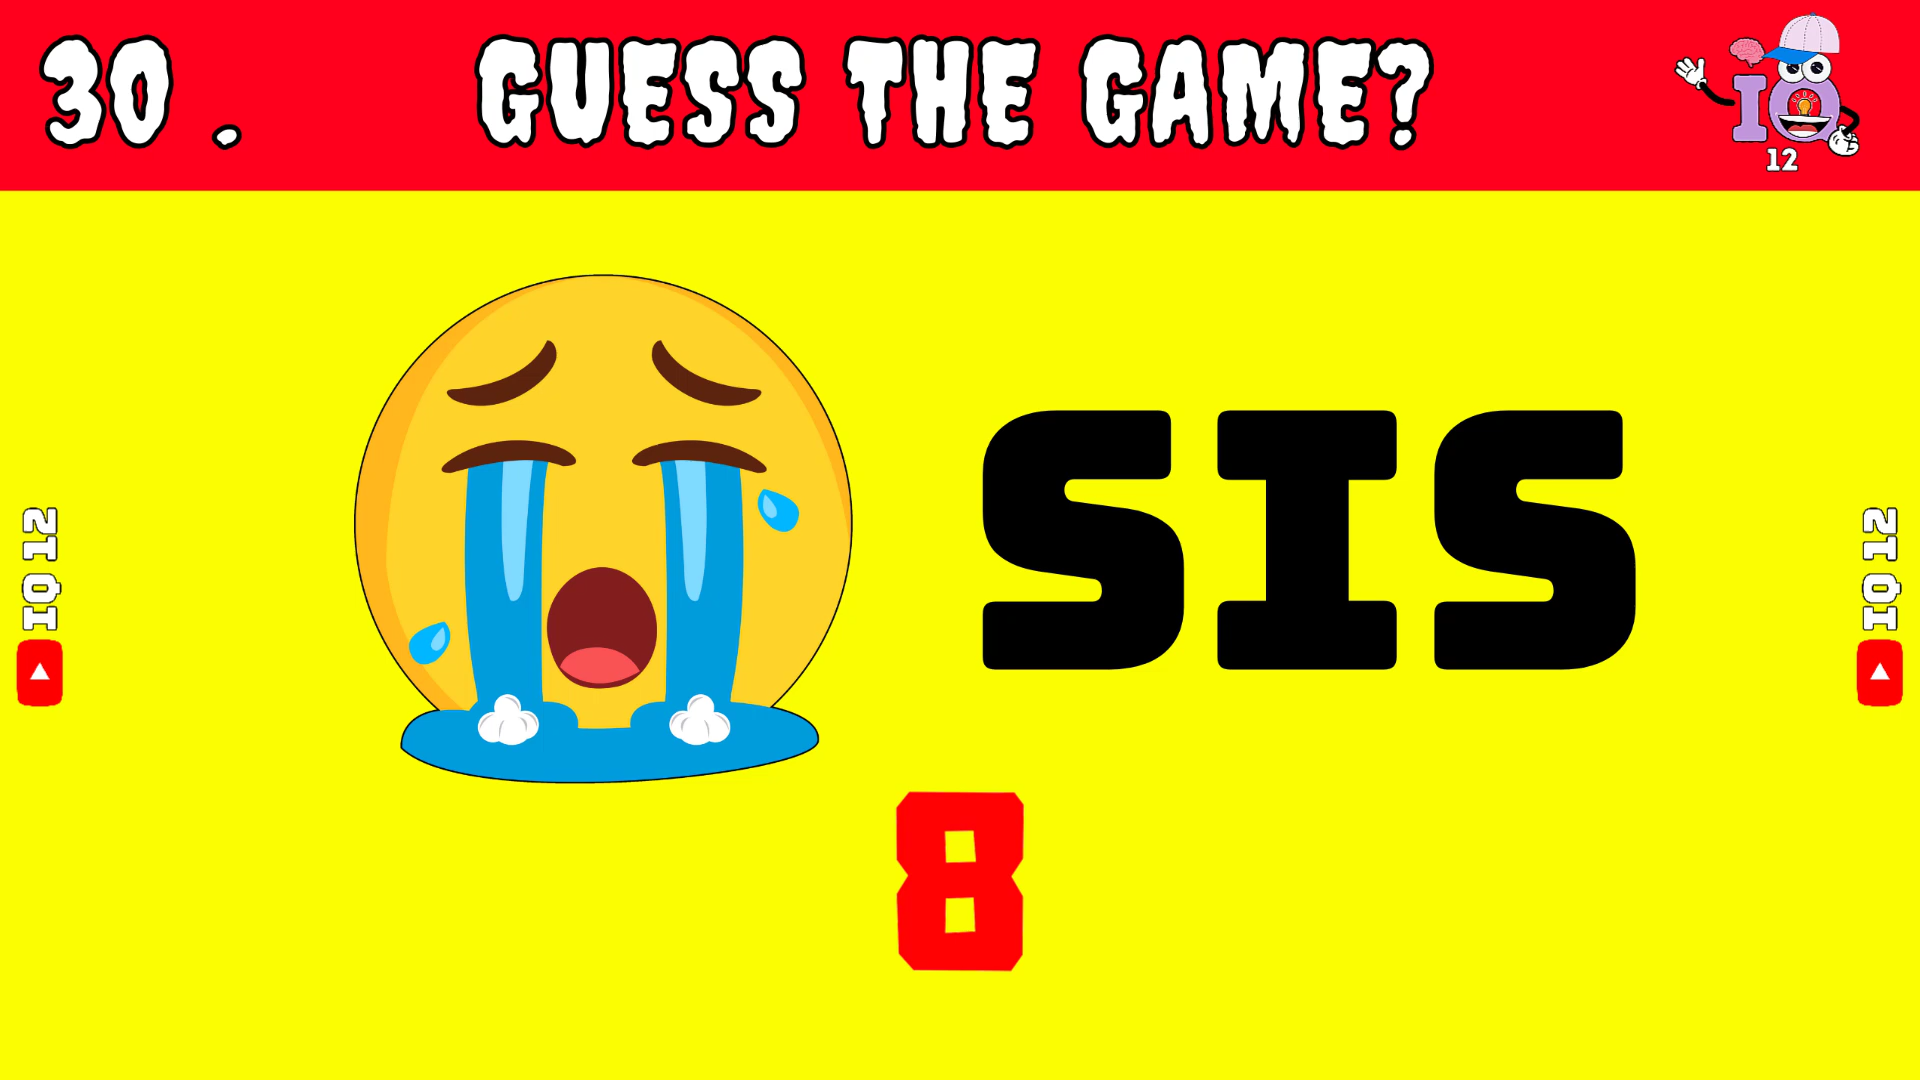 30 . GUESS THE GAME?
IQ
12
SIS
IQ 12
IQ 12
8